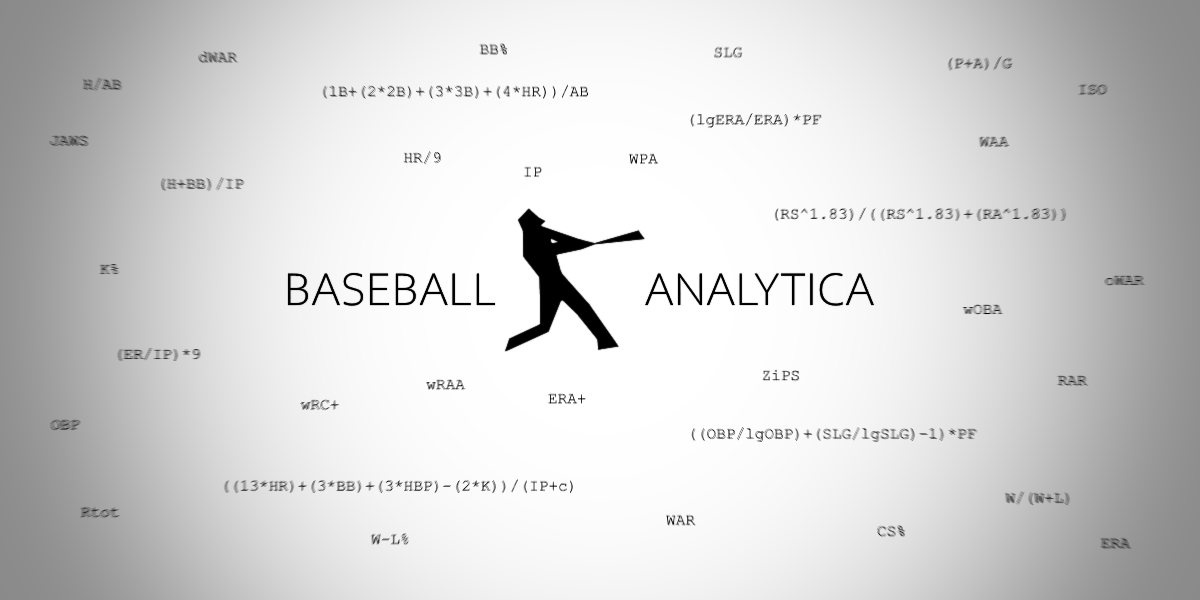 dWAR
BB%
SLG
(P+A)/G
H/AB
(1B+(2*2B)+(3*3B)+(4*HR))/AB
ISO
(lgERA/ERA)*PF
JAWS
WAA
HR/9
WPA
IP
(H+BB)/IP
(RS^1.83)/((RS^1.83)+(RA^1.83))
K%
BASEBALL ANALYTICA
oWAR
wOBA
(ER/IP)*9
ZiPS
RAR
wRAA
ERA+
wRC+
OBP
((OBP/lgOBP)+(SLG/lgSLG)-1)*PF
((13*HR)+(3*BB)+(3*HBP)-(2*K))/(IP+c)
W/(W+L)
Rtot
WAR
CS%
W-L%
ERA